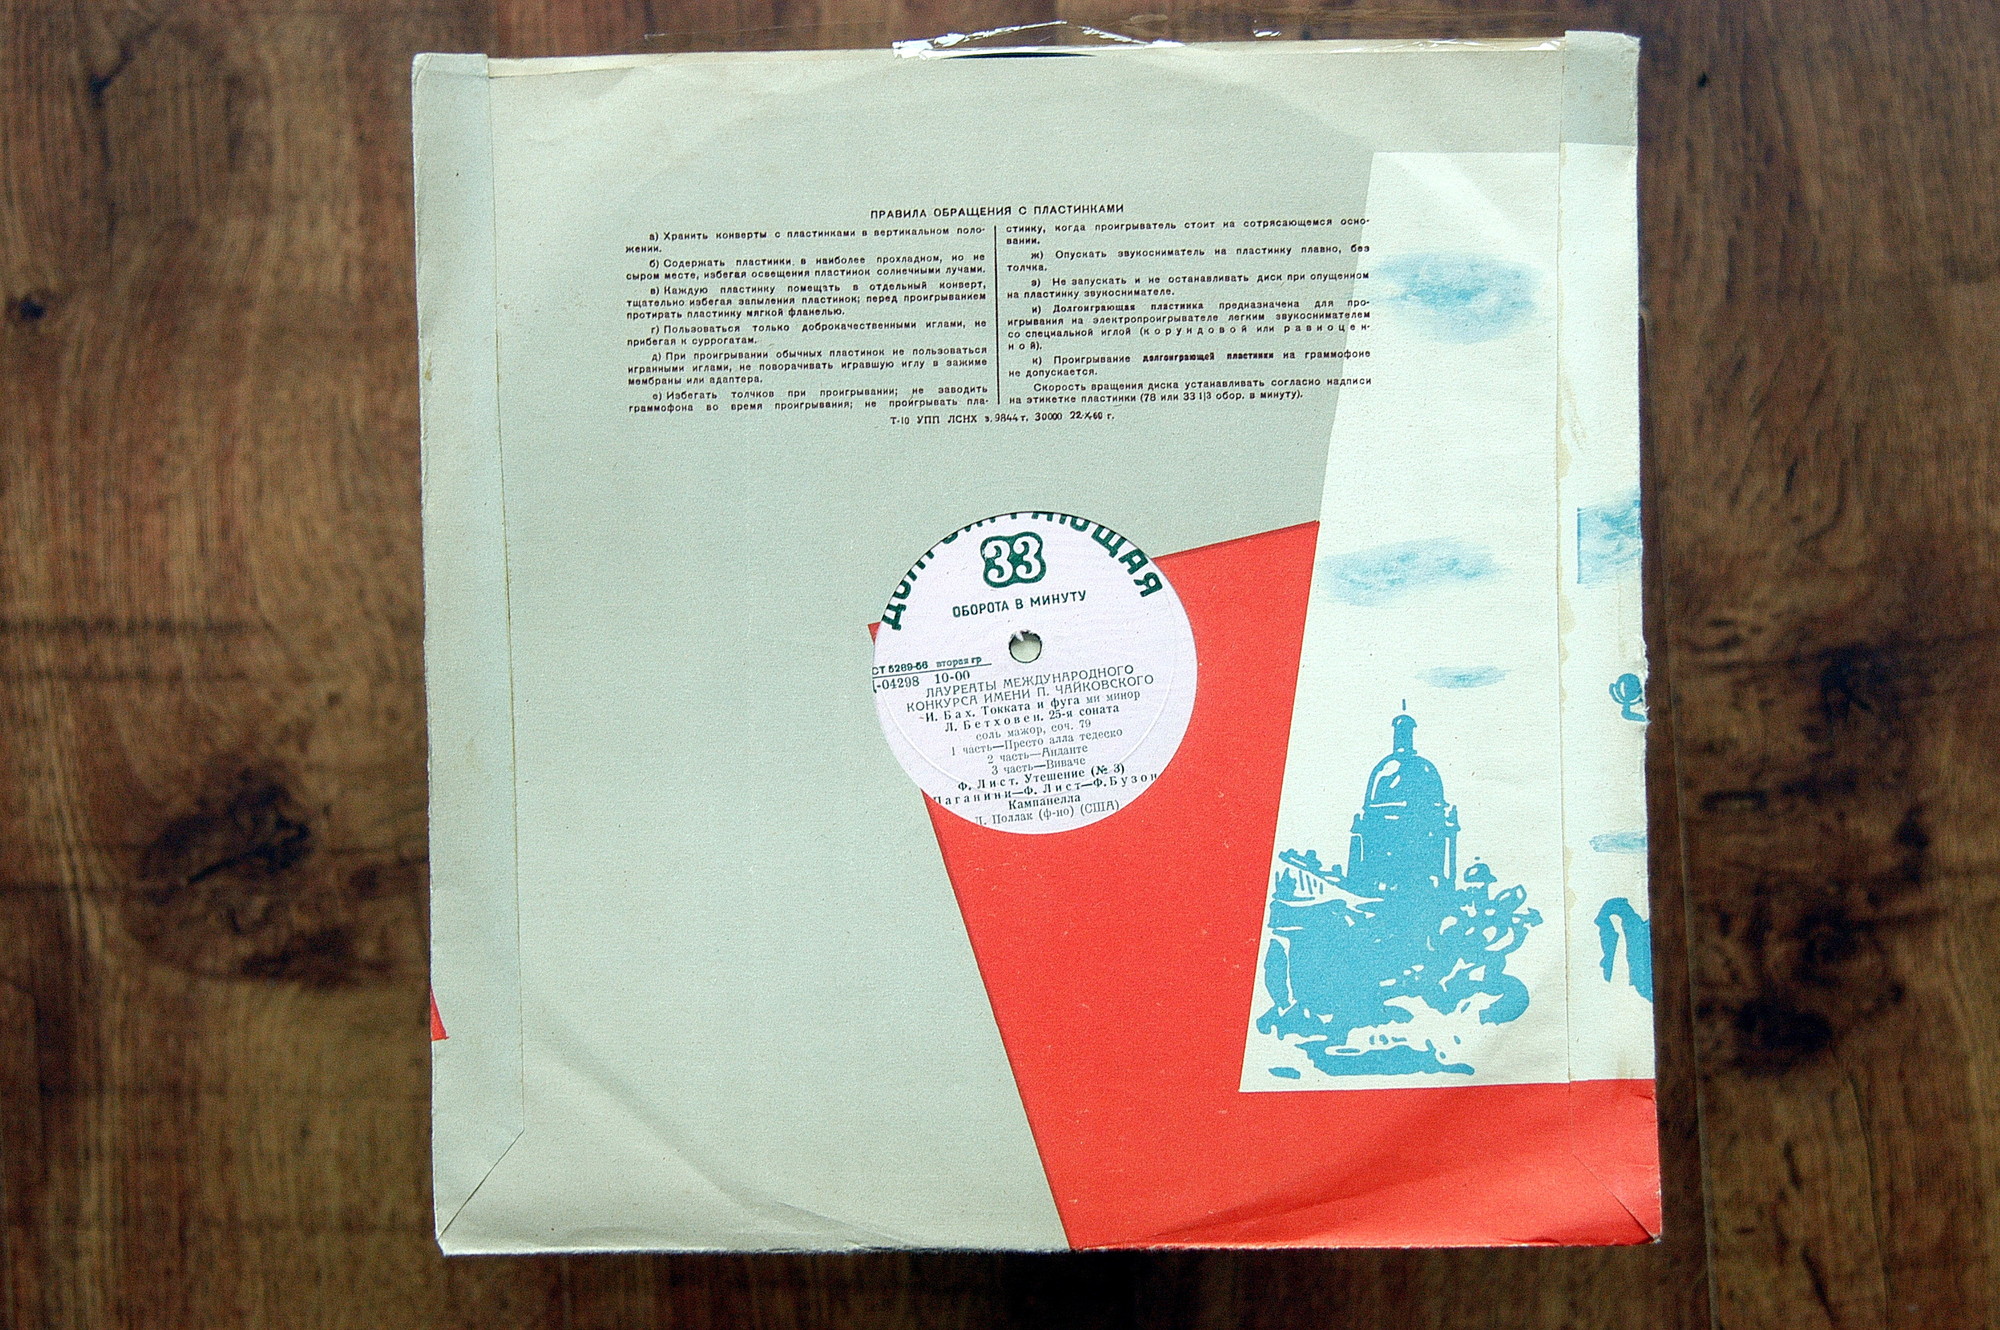 ПРАВИЛА ОБРАЩЕНИЯ С ПЛАСТИНКАМИ
а) Хранить конверты с пластинками в вертикальном поло-
жении.
б) Содержать пластинки в наиболее прохладном, но не
сыром месте, избегая освещения пластинок солнечными лучами.
в) Каждую пластинку помещать в отдельный конверт,
тщательно избегая запыления пластинок; перед проигрыванием
протирать пластинку мягкой фланелью.
г) Пользоваться только доброкачественными иглами, не
прибегая к суррогатам.
д) При проигрывании обычных пластинок не пользоваться
игранными иглами, не поворачивать игравшую иглу в зажиме
мембраны или адаптера.
е) Избегать толчков при проигрывании; не заводить
граммофона во время проигрывания; не проигрывать пла-
стинку, когда проигрыватель стоит на сотрясающемся осно-
вании.
ж) Опускать звукосниматель на пластинку плавно, без
толчка.
з) Не запускать и не останавливать диск при опущенном
на пластинку звукоснимателе.
и) Долгоиграющая пластинка предназначена для про-
игрывания на электропроигрывателе легким звукоснимателем
со специальной иглой (корундовой или равноцен-
ной).
к) Проигрывание долгоиграющей пластинки на граммофоне
не допускается.
Скорость вращения диска устанавливать согласно надписи
на этикетке пластинки (78 или 33 1|3 обор. в минуту).
Т-10 УПП ЛСНХ з. 9844 т. 30000 22-X-60 г.
ДОЛГОИГРАЮЩАЯ
33
ОБОРОТА В МИНУТУ
СТ 5289-56 вторая гр
-04298 10-00
ЛАУРЕАТЫ МЕЖДУНАРОДНОГО
КОНКУРСА ИМЕНИ П. ЧАЙКОВСКОГО
И. Бах. Токката и фуга ми минор
Л. Бетховен. 25-я соната
соль мажор, соч. 79
1 часть—Престо алла тедеско
2 часть—Анданте
3 часть—Виваче
Ф. Лист. Утешение (№ 3)
Паганини—Ф. Лист—Ф. Бузон
Кампанелла
Д. Поллак (ф-но) (США)